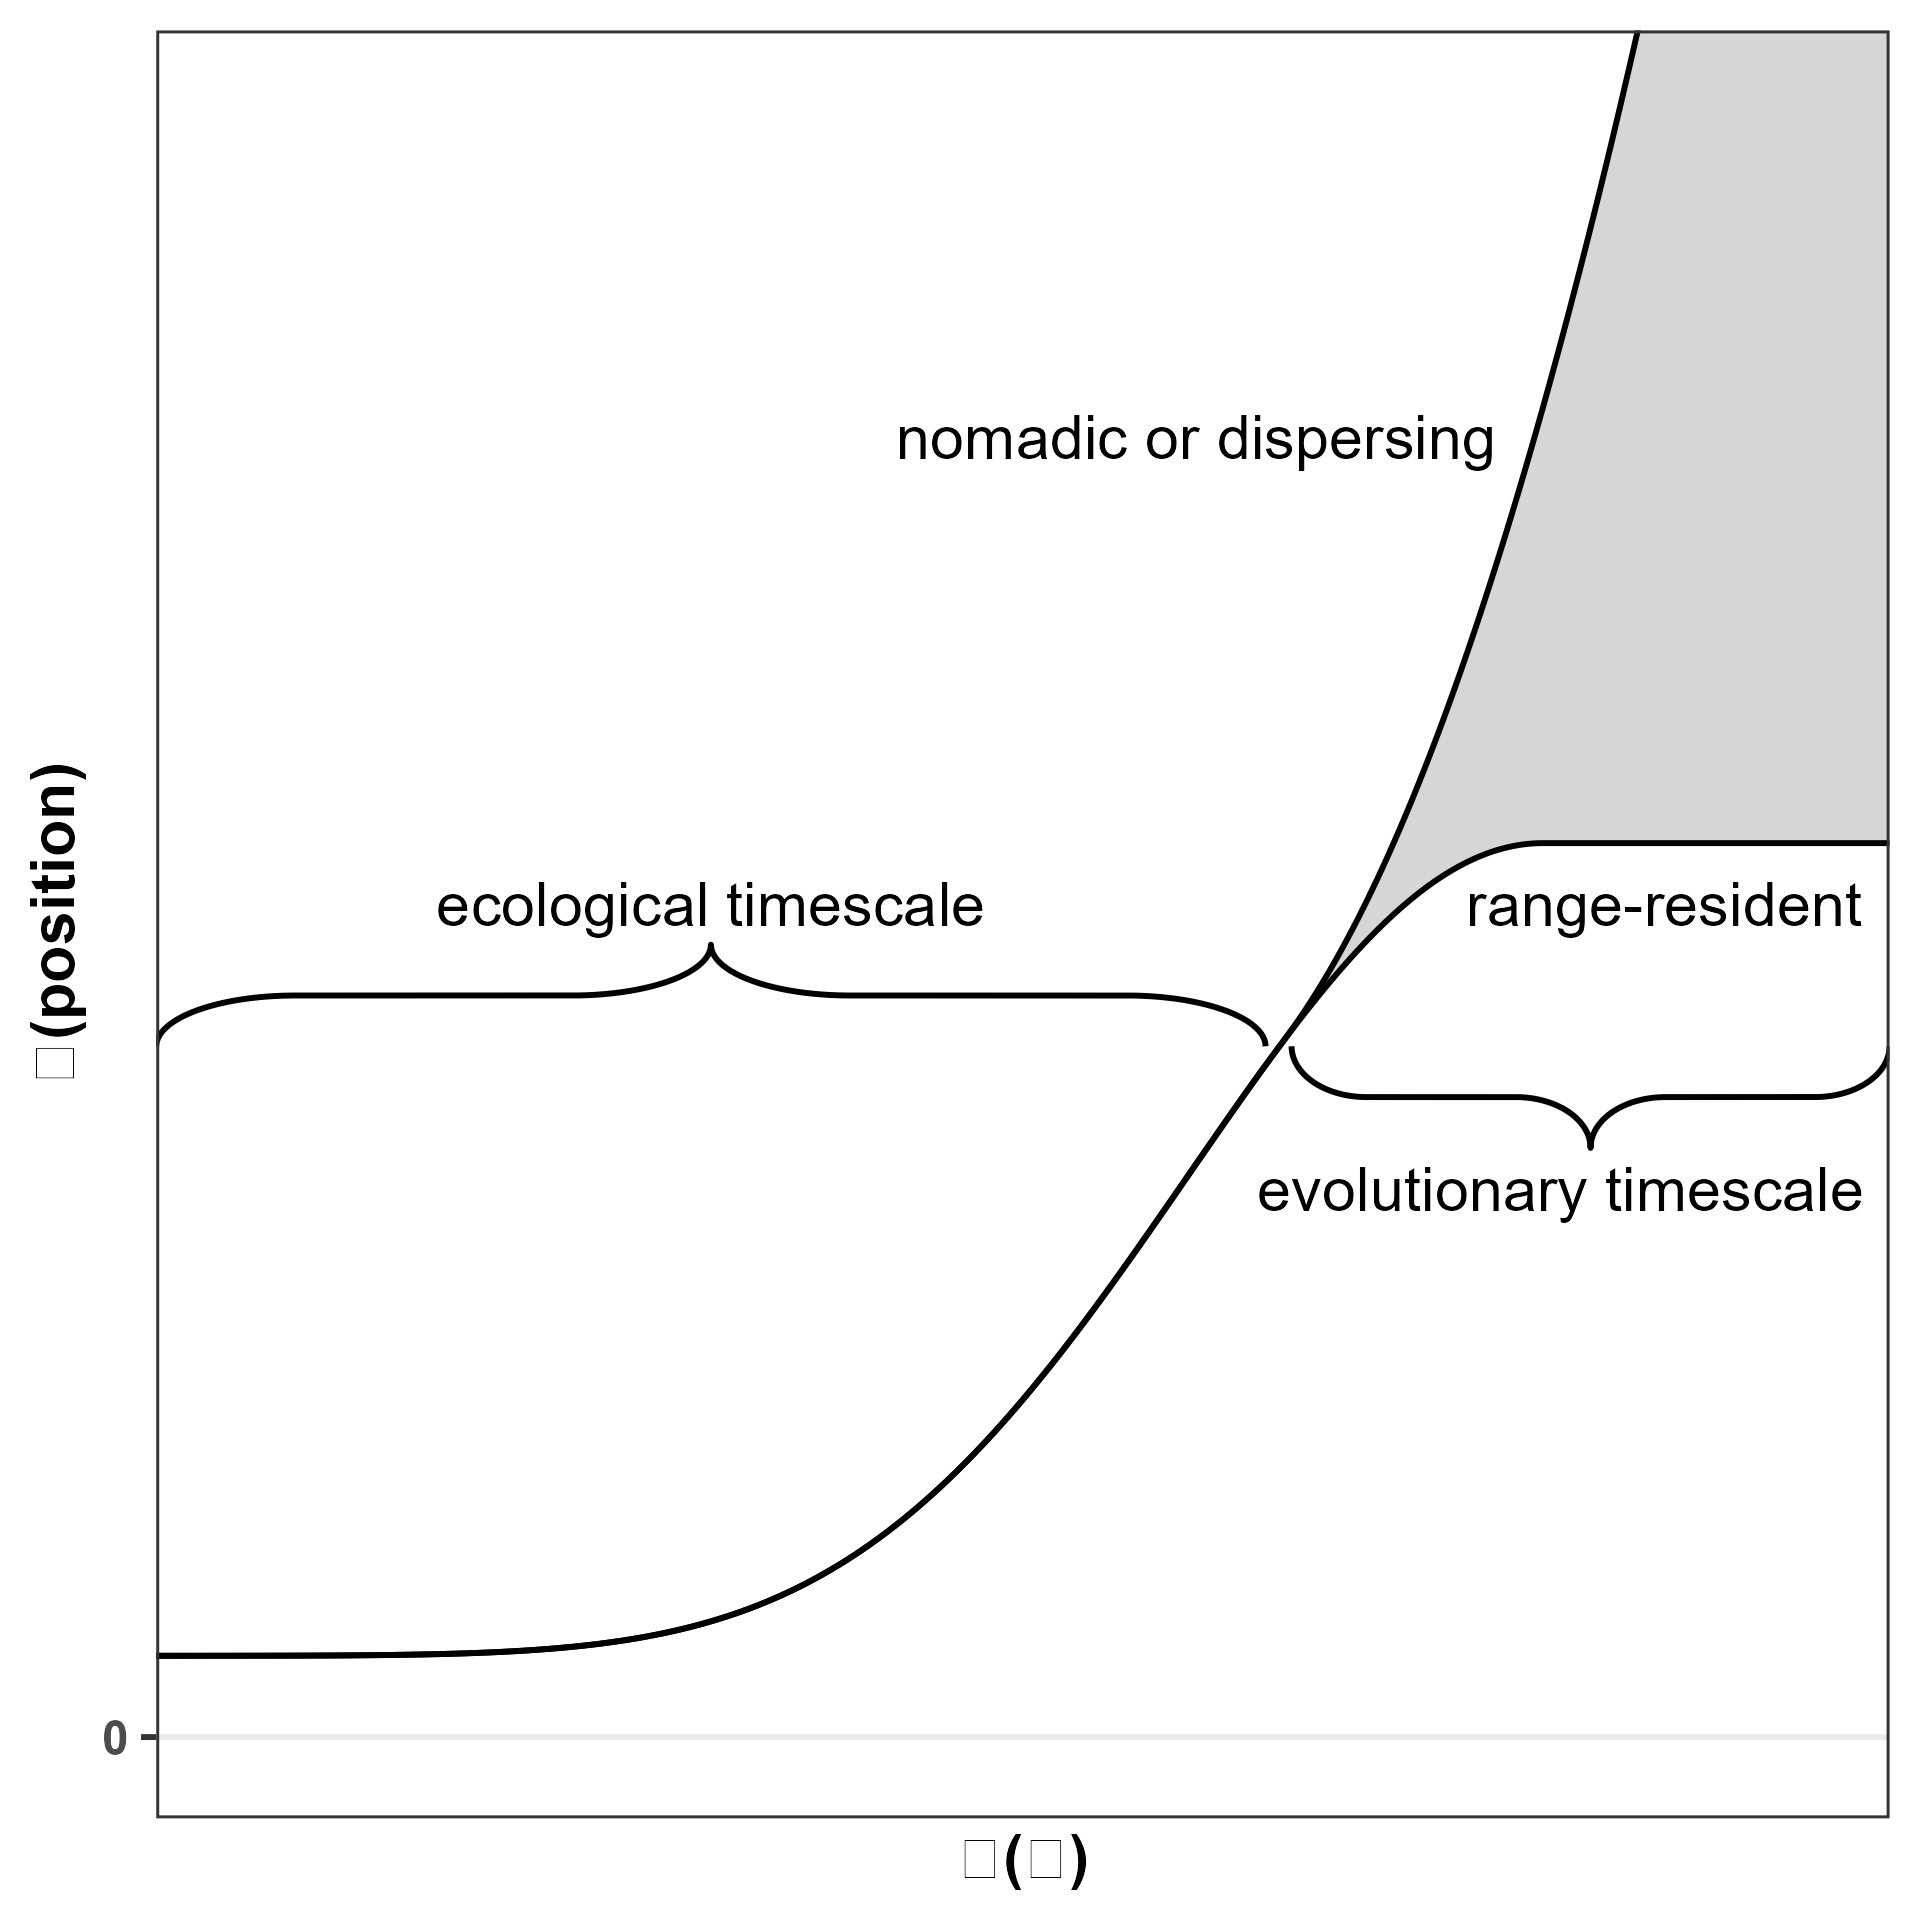 nomadic or dispersing
ecological timescale
range-resident
evolutionary timescale
(position)
0